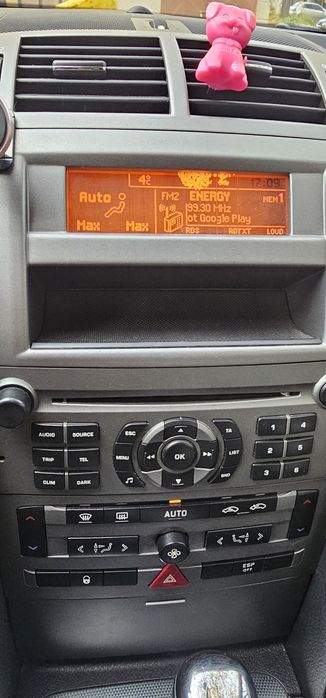 4°C
17:09
Auto
FM2 ENERGY MEM1
99.30 MHz
ot Google Play
Max Max
RDS RDTXT LOUD
AUDIO SOURCE ESC TA 1 4
TRIP TEL MENU OK LIST 2 5
CLIM DARK END 3 6
AUTO
ESP
OFF